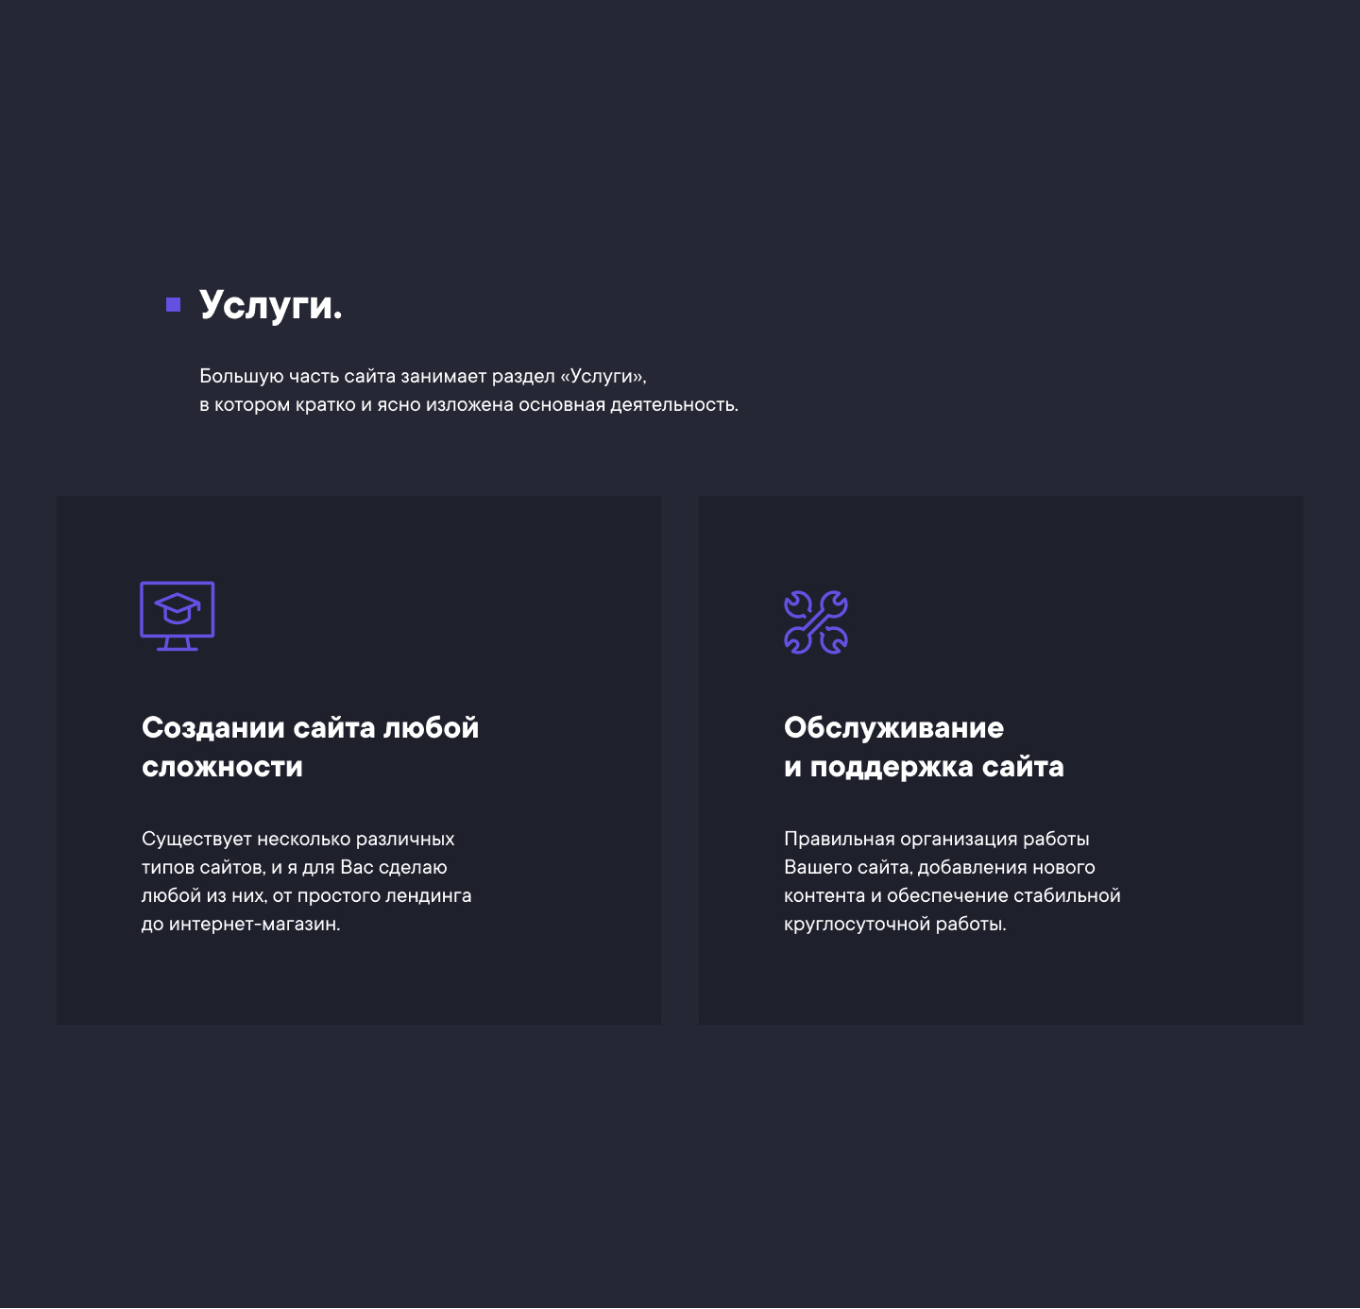 Услуги.
Большую часть сайта занимает раздел «Услуги»,
в котором кратко и ясно изложена основная деятельность.
Создании сайта любой
сложности
Существует несколько различных
типов сайтов, и я для Вас сделаю
любой из них, от простого лендинга
до интернет-магазин.
Обслуживание
и поддержка сайта
Правильная организация работы
Вашего сайта, добавления нового
контента и обеспечение стабильной
круглосуточной работы.